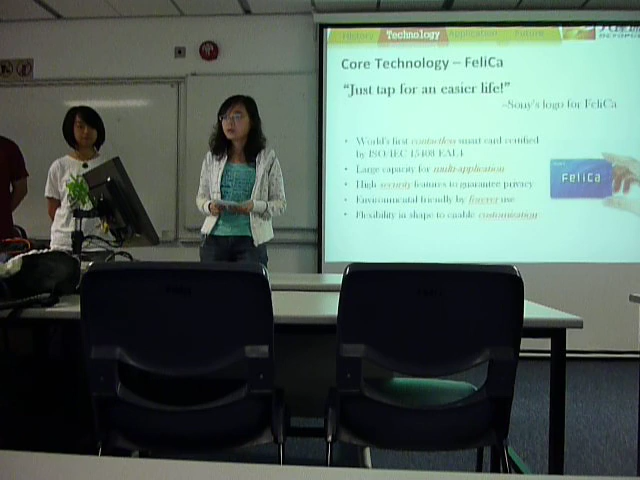 History Technology Application Future
Core Technology – FeliCa
“Just tap for an easier life!”
~Sony's logo for FeliCa
• World's first contactless smart card certified
by ISO/IEC 15408 EAL4
• Large capacity for multi-application
• High security features to guarantee privacy
• Environmental friendly by forever use
• Flexibility in shape to enable customization
FeliCa